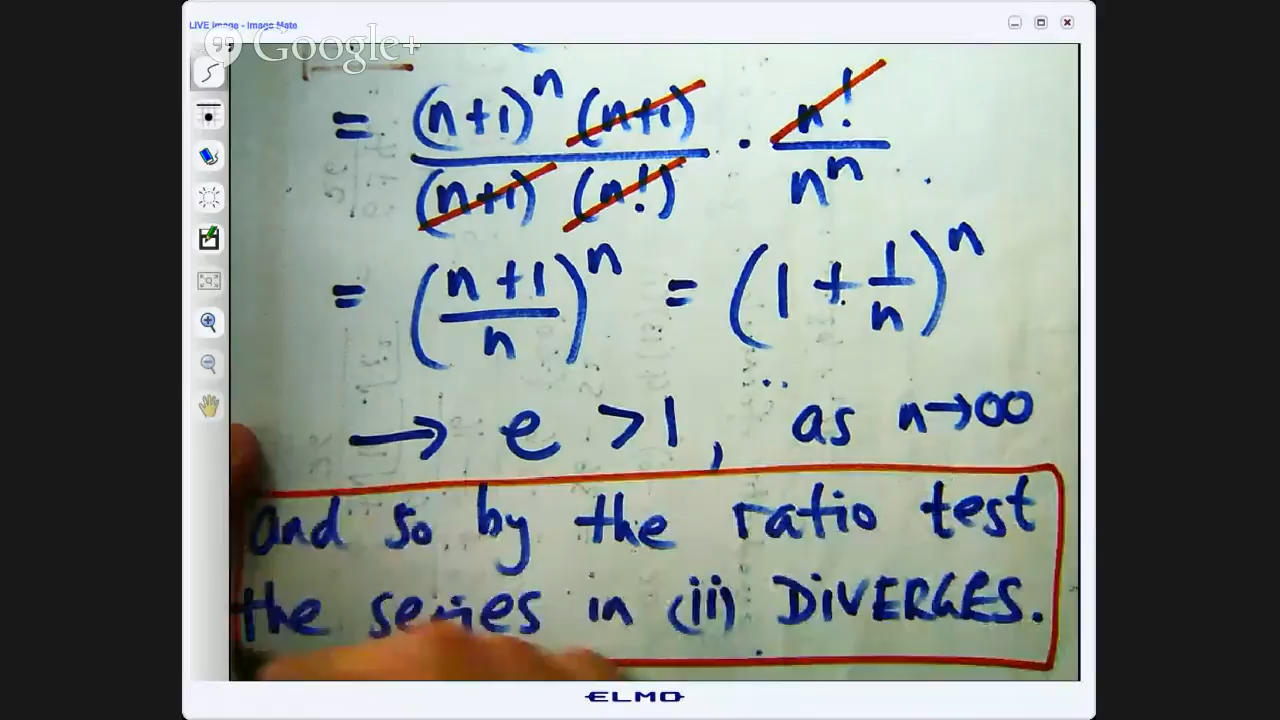 LIVE Image - Image Mate
Google+
= (n+1)^n (n+1) / (n+1) (n!) · n! / n^n
= ((n+1)/n)^n = (1 + 1/n)^n
→ e > 1, as n→∞
and so by the ratio test
the series in (ii) DiVERGES.
ELMO